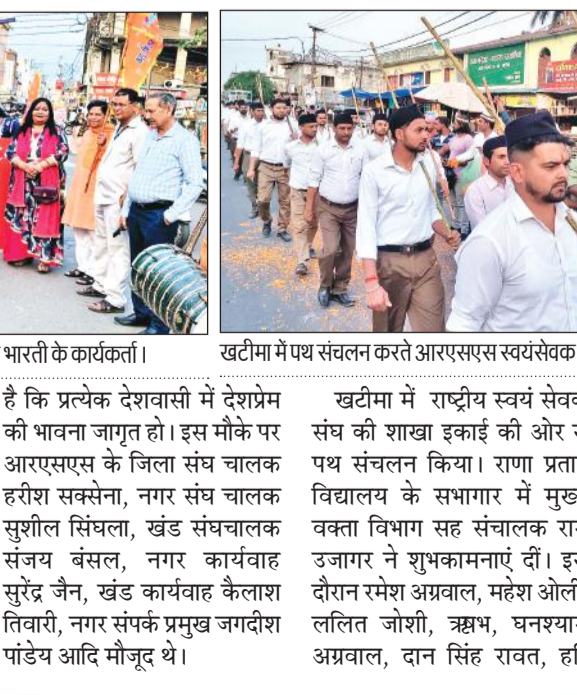 भारती के कार्यकर्ता।
खटीमा में पथ संचलन करते आरएसएस स्वयंसेवक
है कि प्रत्येक देशवासी में देशप्रेम
की भावना जागृत हो। इस मौके पर
आरएसएस के जिला संघ चालक
हरीश सक्सेना, नगर संघ चालक
सुशील सिंघला, खंड संघचालक
संजय बंसल, नगर कार्यवाह
सुरेंद्र जैन, खंड कार्यवाह कैलाश
तिवारी, नगर संपर्क प्रमुख जगदीश
पांडेय आदि मौजूद थे।
खटीमा में राष्ट्रीय स्वयं सेवक
संघ की शाखा इकाई की ओर
पथ संचलन किया। राणा प्रता
विद्यालय के सभागार में मुख
वक्ता विभाग सह संचालक
उजागर ने शुभकामनाएं दीं।
दौरान रमेश अग्रवाल, महेश ओली
ललित जोशी, ऋषभ, घनश्या
अग्रवाल, दान सिंह रावत,